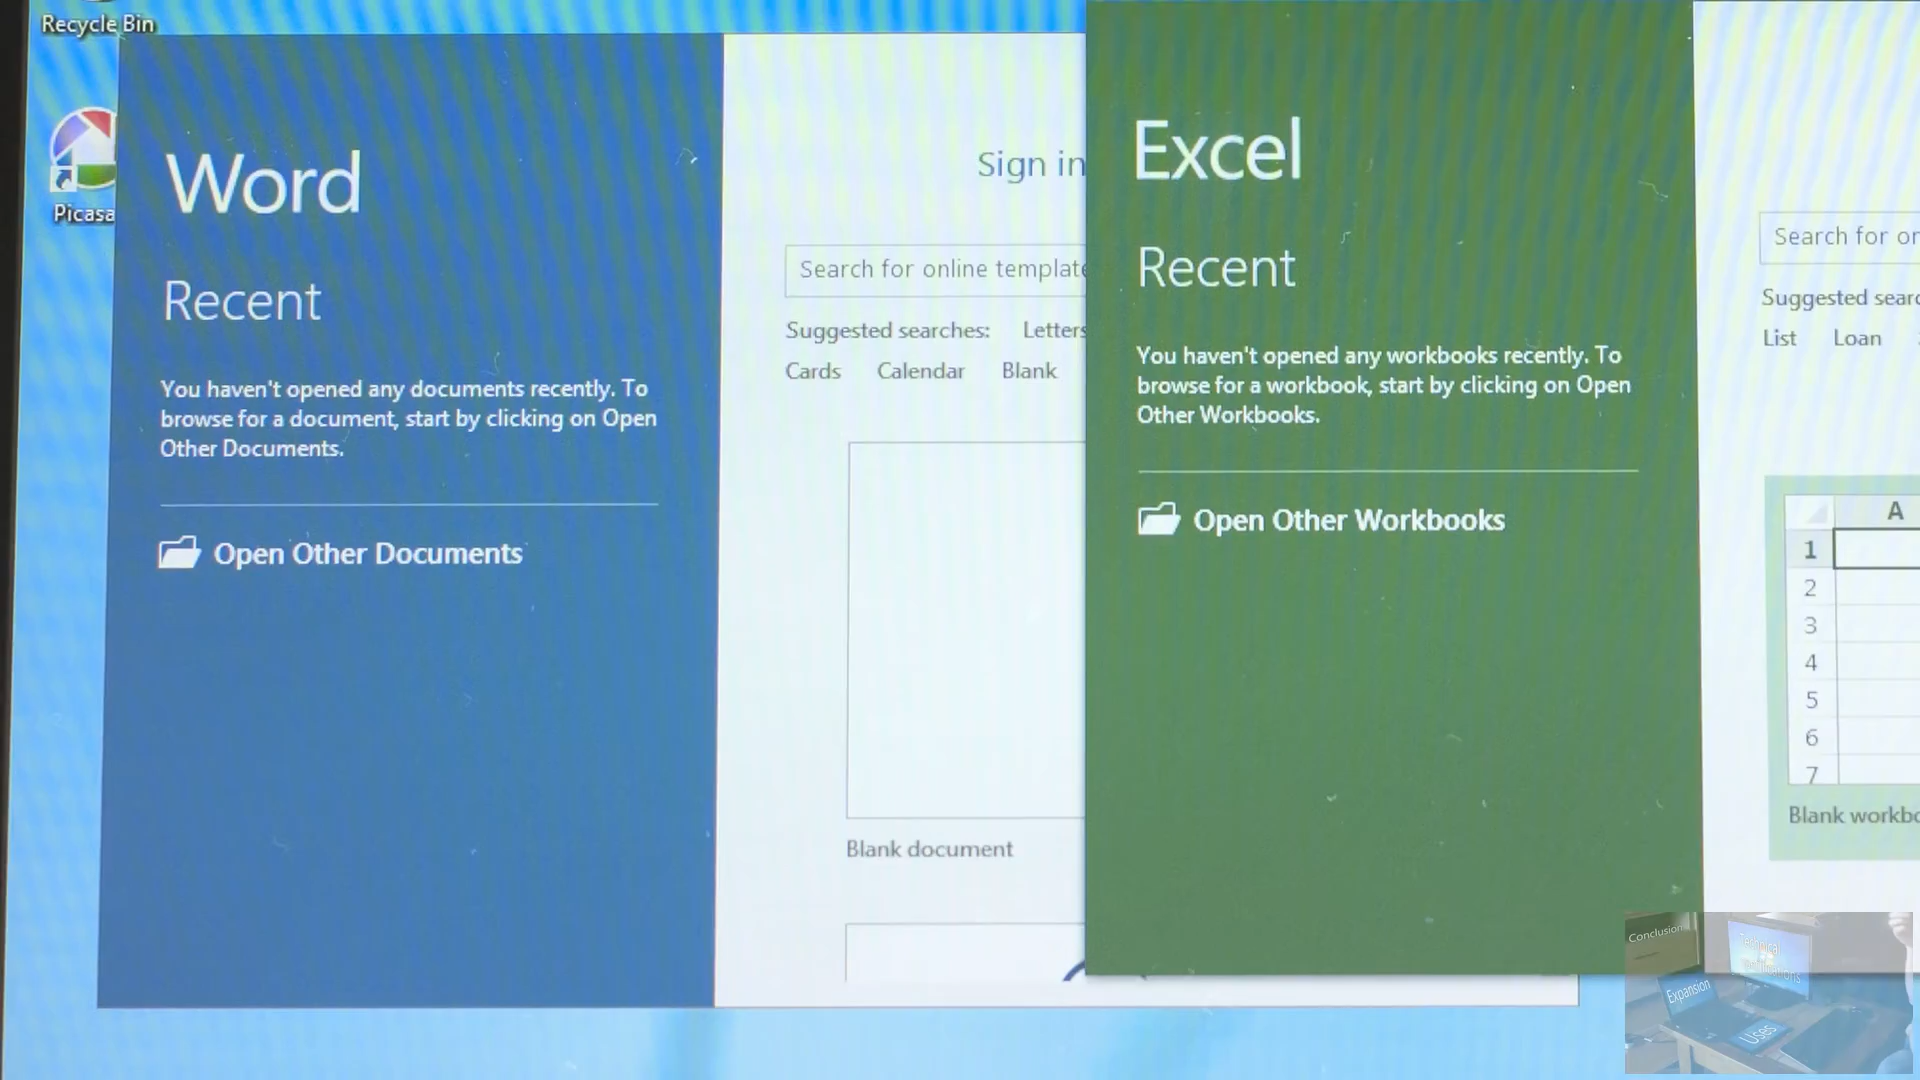 Recycle Bin
Picasa
Word
Recent
You haven't opened any documents recently. To
browse for a document, start by clicking on Open
Other Documents.
Open Other Documents
Sign in
Search for online template
Suggested searches: Letters
Cards Calendar Blank
Blank document
Excel
Recent
You haven't opened any workbooks recently. To
browse for a workbook, start by clicking on Open
Other Workbooks.
Open Other Workbooks
Search for
Suggested
List Loan
A
1
2
3
4
5
6
7
Blank
Conclusion
Technical
Expansion
Uses